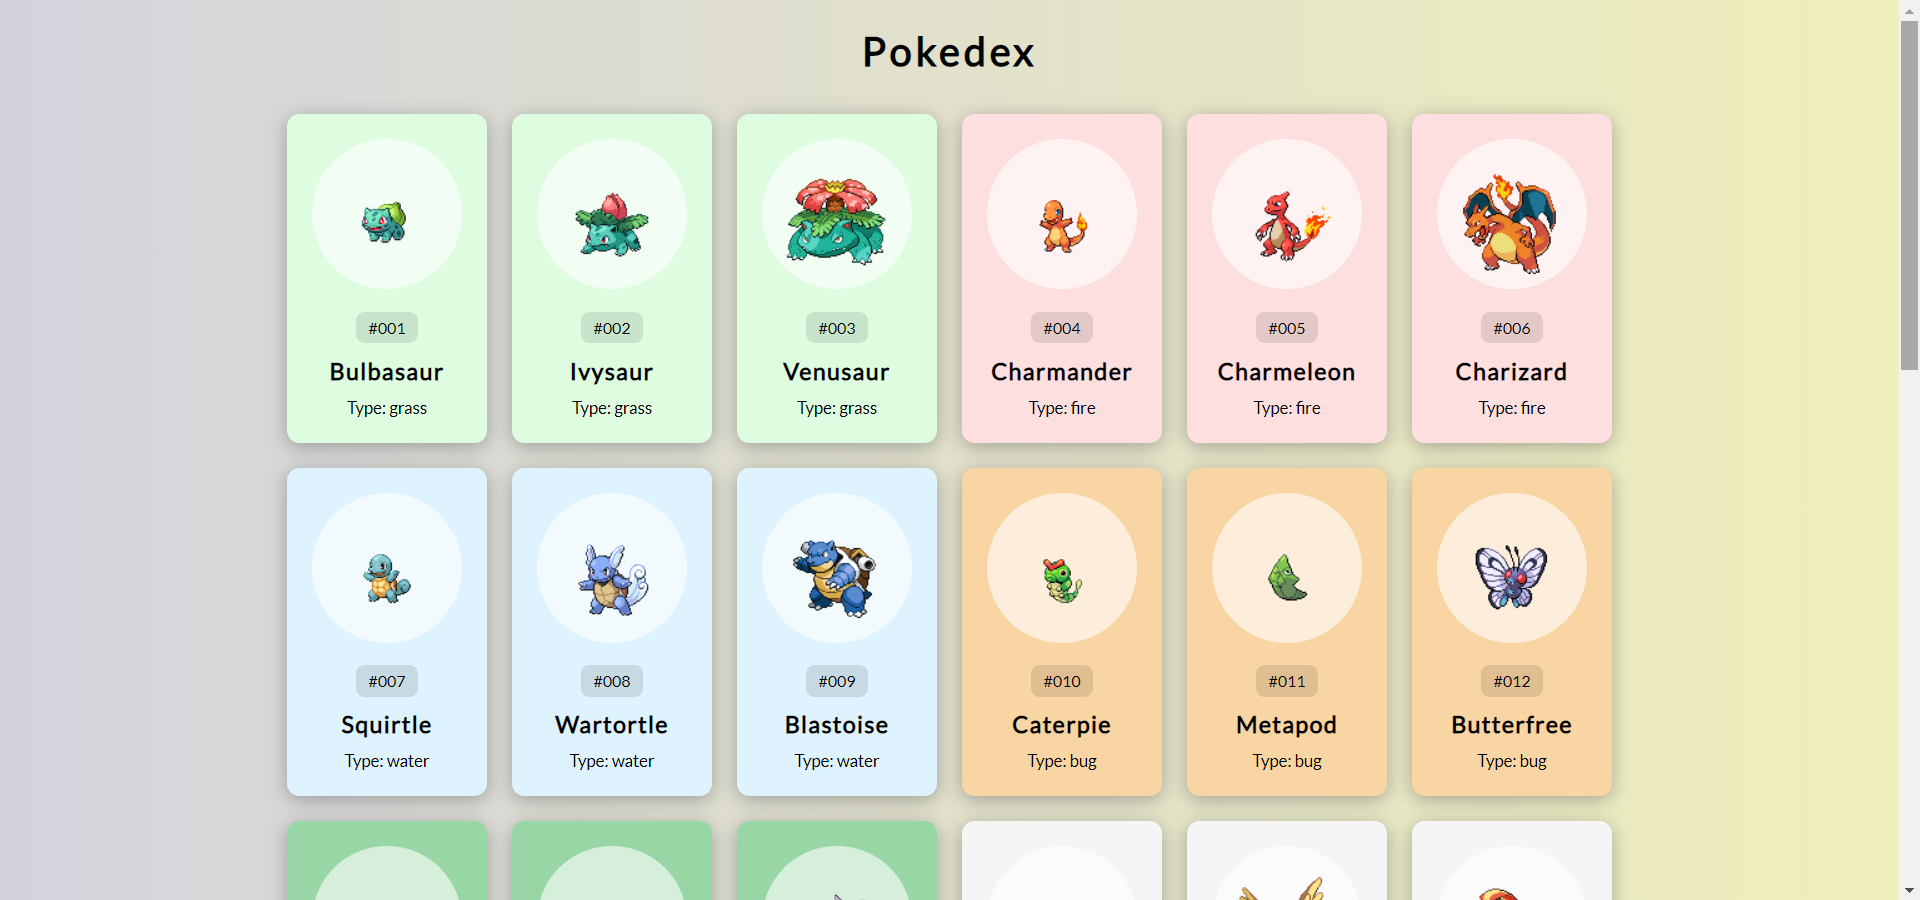 Pokedex
#001 #002 #003 #004 #005 #006
Bulbasaur Ivysaur Venusaur Charmander Charmeleon Charizard
Type: grass Type: grass Type: grass Type: fire Type: fire Type: fire
#007 #008 #009 #010 #011 #012
Squirtle Wartortle Blastoise Caterpie Metapod Butterfree
Type: water Type: water Type: water Type: bug Type: bug Type: bug